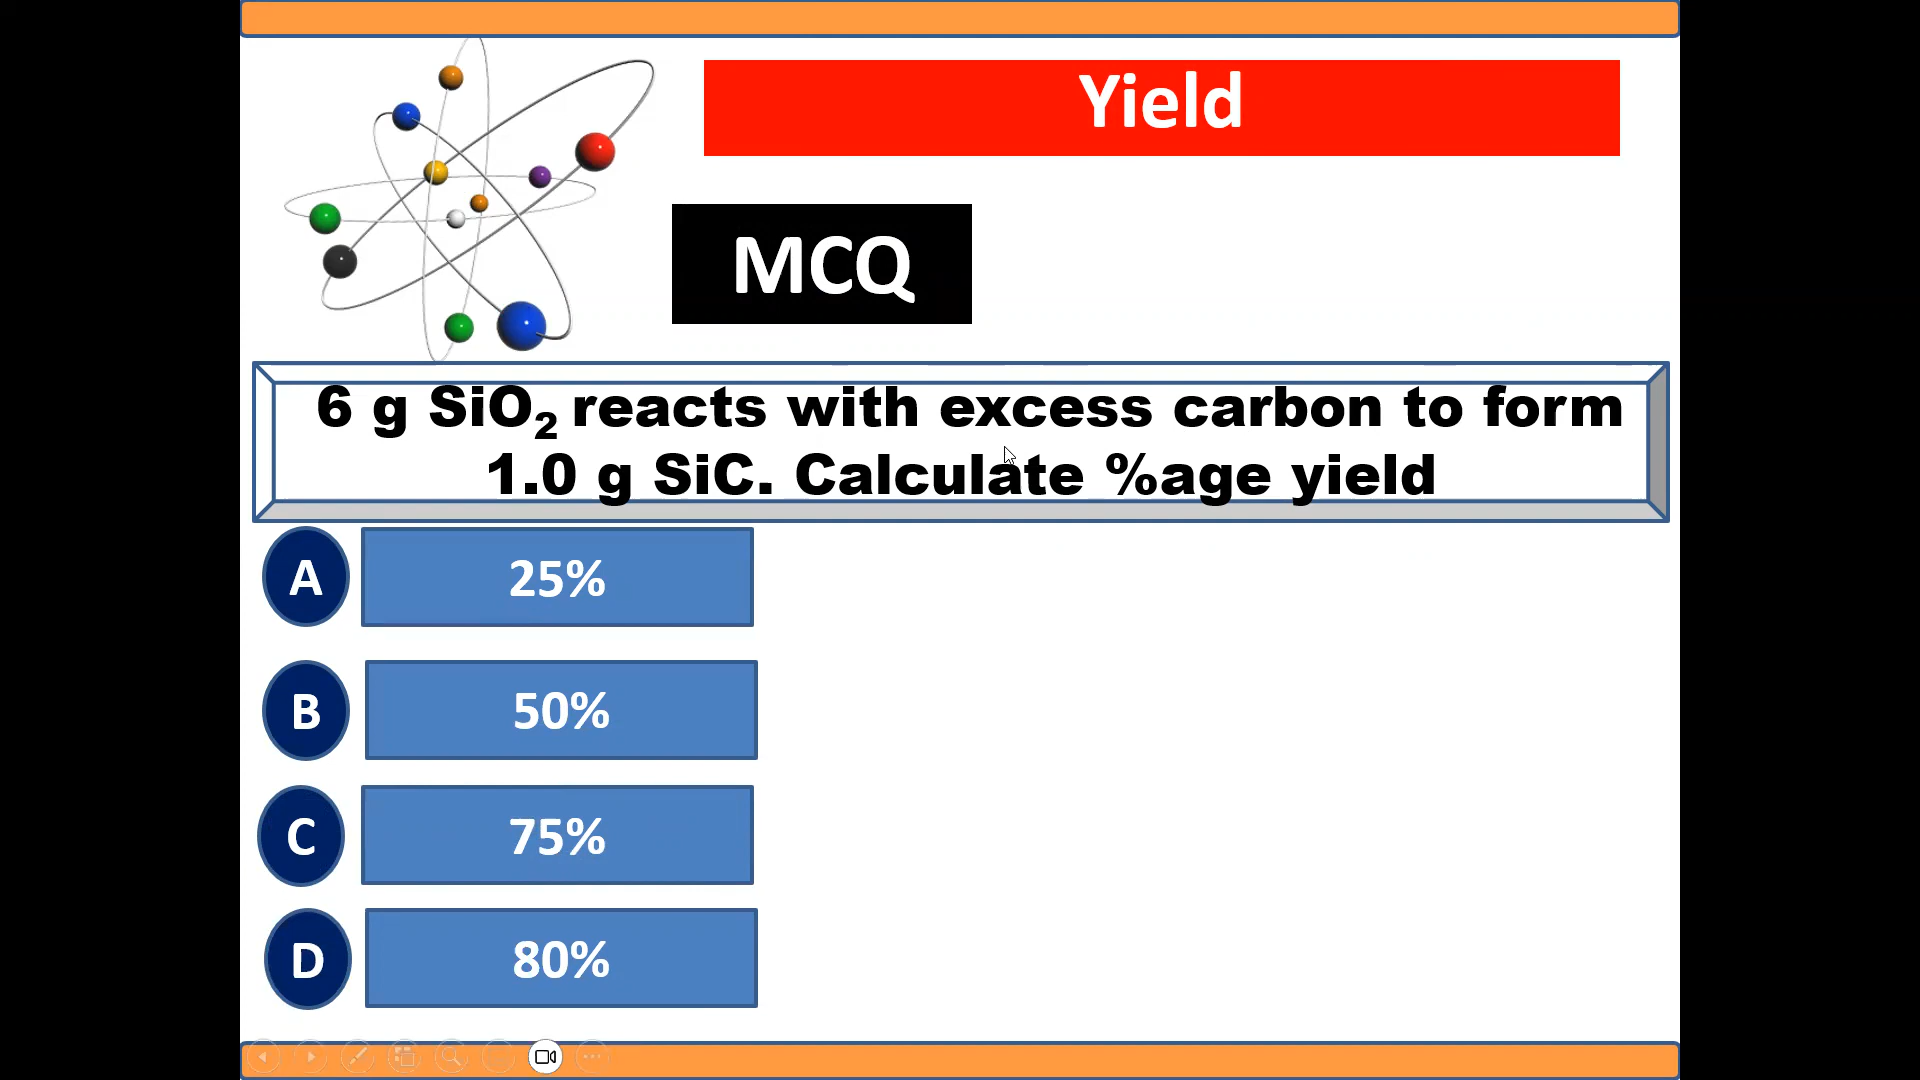 Yield
MCQ
6 g SiO₂ reacts with excess carbon to form
1.0 g SiC. Calculate %age yield
A 25%
B 50%
C 75%
D 80%